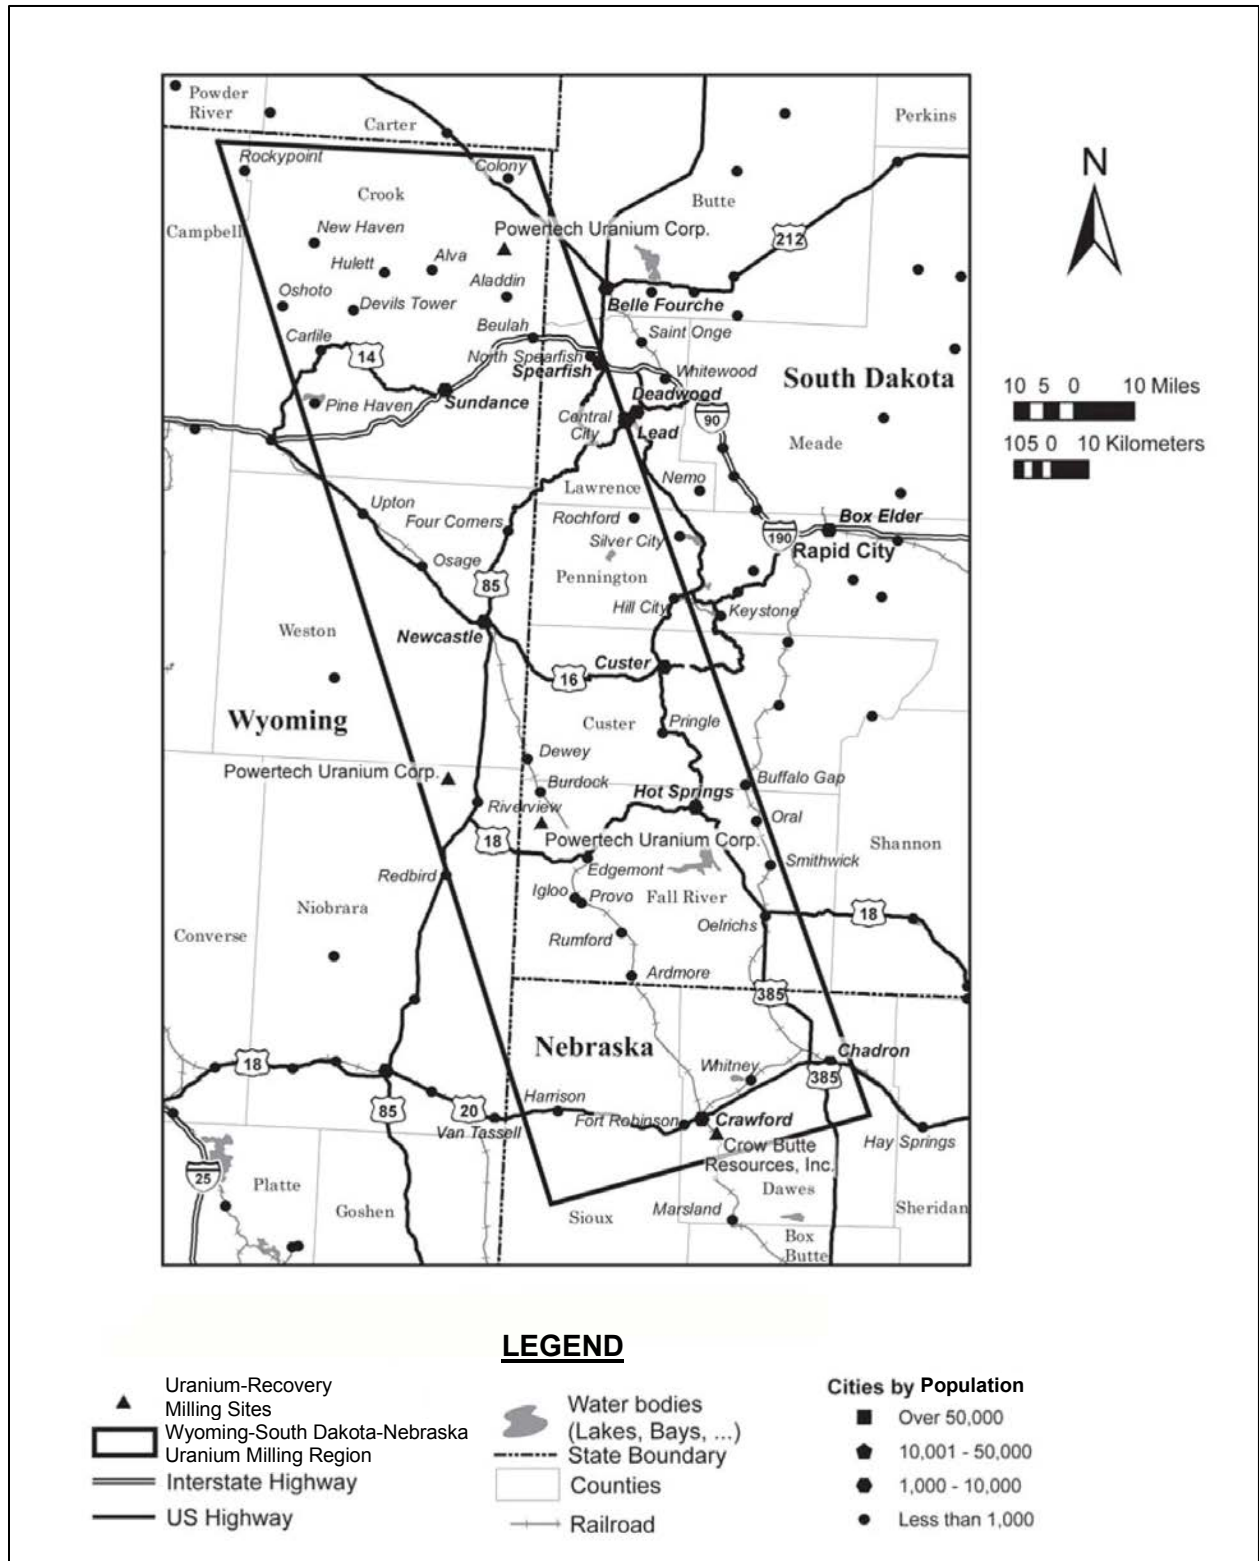 Powder
River
Carter
Perkins
N
Rockypoint
Colony
Crook
Butte
Campbell
New Haven
Powertech Uranium Corp.
212
Hulett
Alva
Aladdin
Oshoto
Devils Tower
Belle Fourche
Carlile
Beulah
Saint Onge
14
North Spearfish
Spearfish
Whitewood
South Dakota
10 5 0 10 Miles
Pine Haven
Sundance
Deadwood
Central
City
Lead
90
Meade
105 0 10 Kilometers
Nemo
Lawrence
Upton
Four Corners
Rochford
Box Elder
Silver City
190
Rapid City
Osage
85
Pennington
Hill City
Keystone
Weston
Newcastle
Custer
16
Wyoming
Custer
Pringle
Dewey
Powertech Uranium Corp.
Burdock
Buffalo Gap
Hot Springs
Riverview
Oral
18
Powertech Uranium Corp.
Shannon
Redbird
Edgemont
Smithwick
Igloo
Provo
Fall River
Niobrara
18
Oelrichs
Converse
Rumford
Ardmore
385
Nebraska
Chadron
18
Whitney
385
85
20
Harrison
Van Tassell
Fort Robinson
Crawford
Hay Springs
Crow Butte
Resources, Inc.
25
Platte
Goshen
Sioux
Marsland
Dawes
Sheridan
Box
Butte
LEGEND
Uranium-Recovery
Milling Sites
Wyoming-South Dakota-Nebraska
Uranium Milling Region
Interstate Highway
US Highway
Water bodies
(Lakes, Bays, ...)
State Boundary
Counties
Railroad
Cities by Population
Over 50,000
10,001 - 50,000
1,000 - 10,000
Less than 1,000